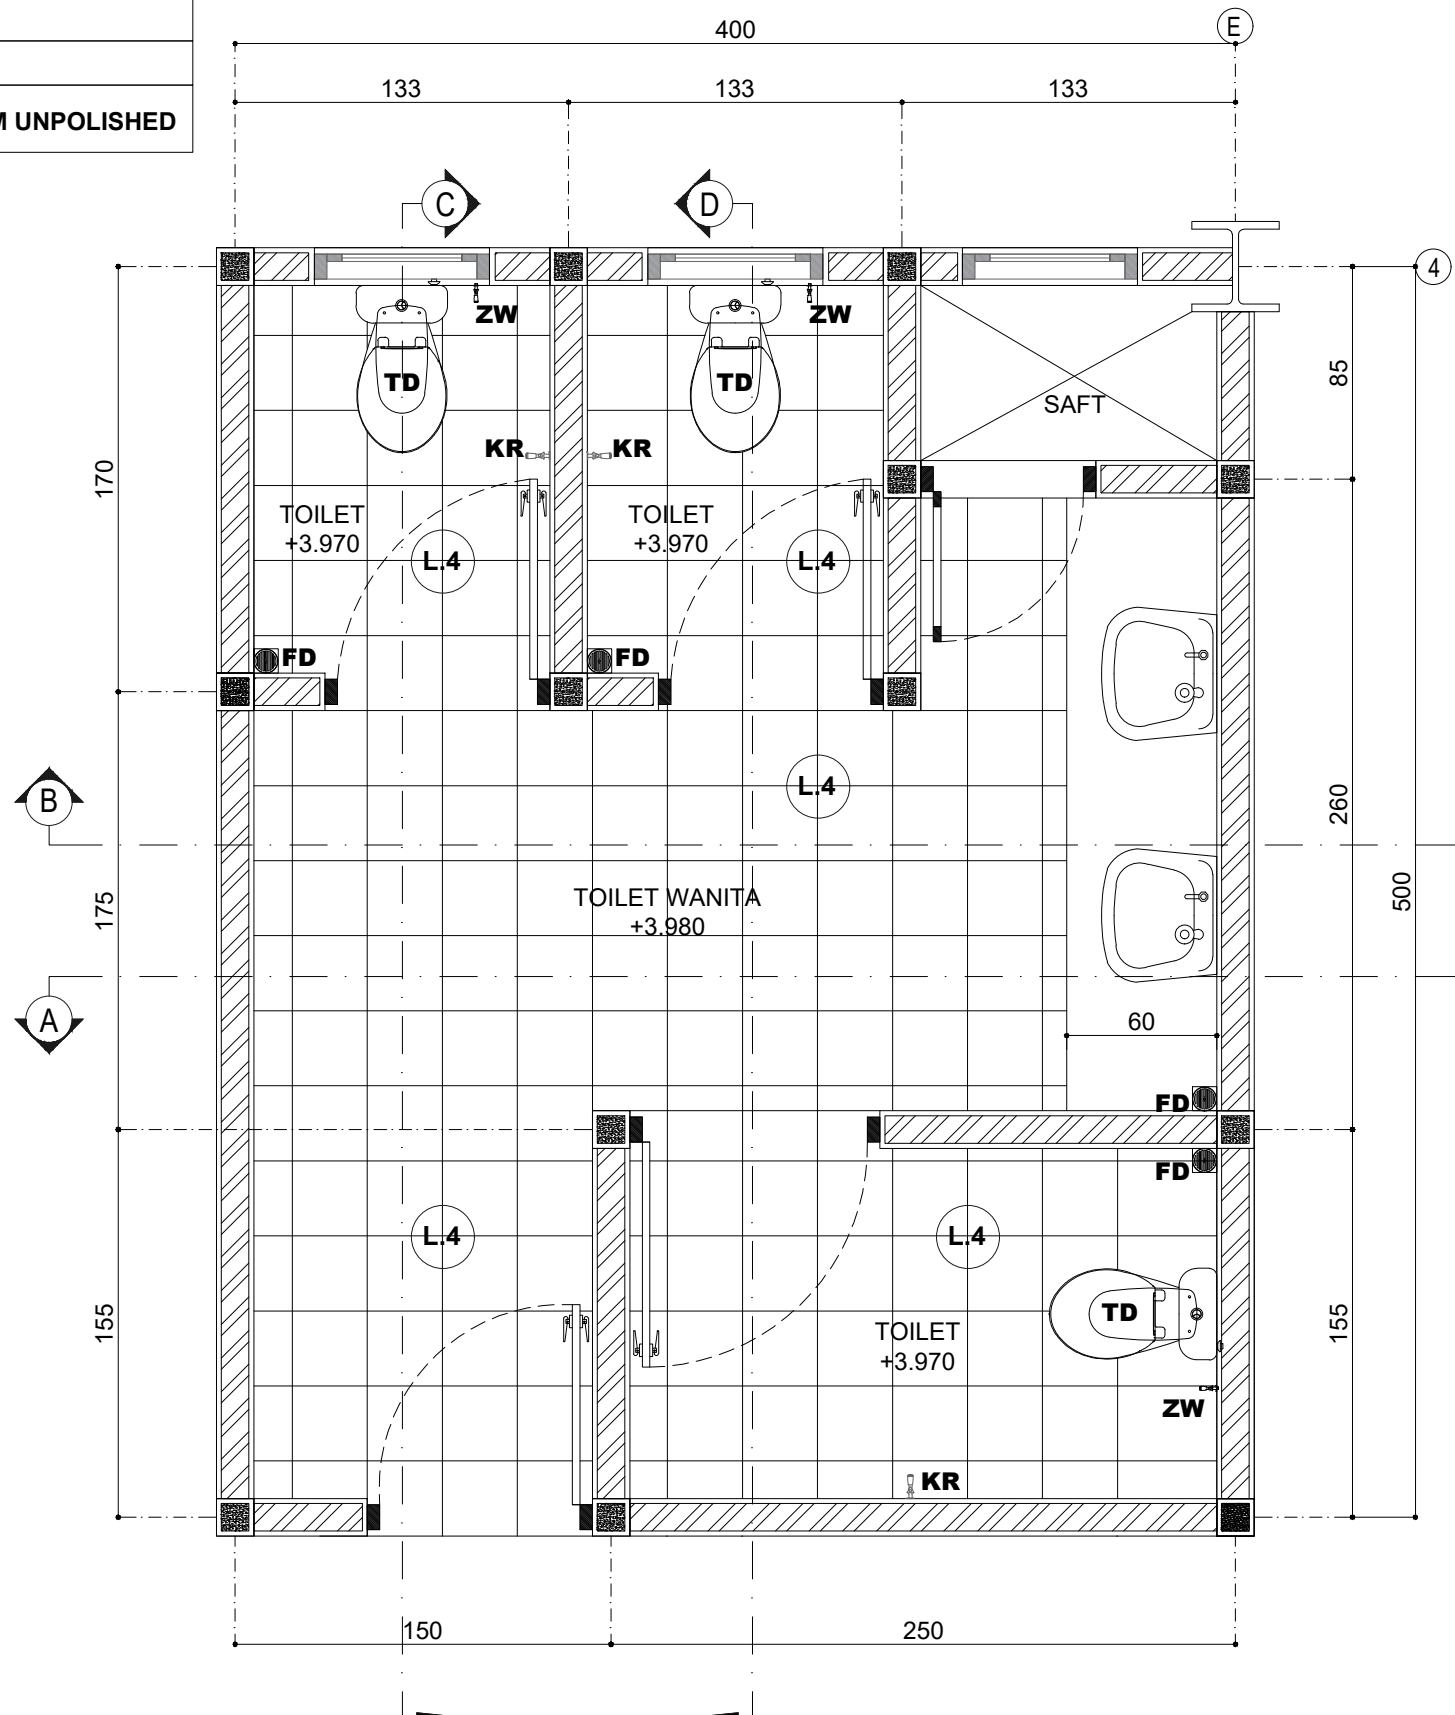 400
E
133
133
133
UNPOLISHED
C
D
4
ZW
ZW
TD
TD
85
SAFT
KR
KR
170
TOILET
+3.970
TOILET
+3.970
L.4
L.4
FD
FD
L.4
B
260
TOILET WANITA
+3.980
175
500
A
60
FD
FD
L.4
L.4
TD
155
TOILET
+3.970
155
ZW
KR
150
250